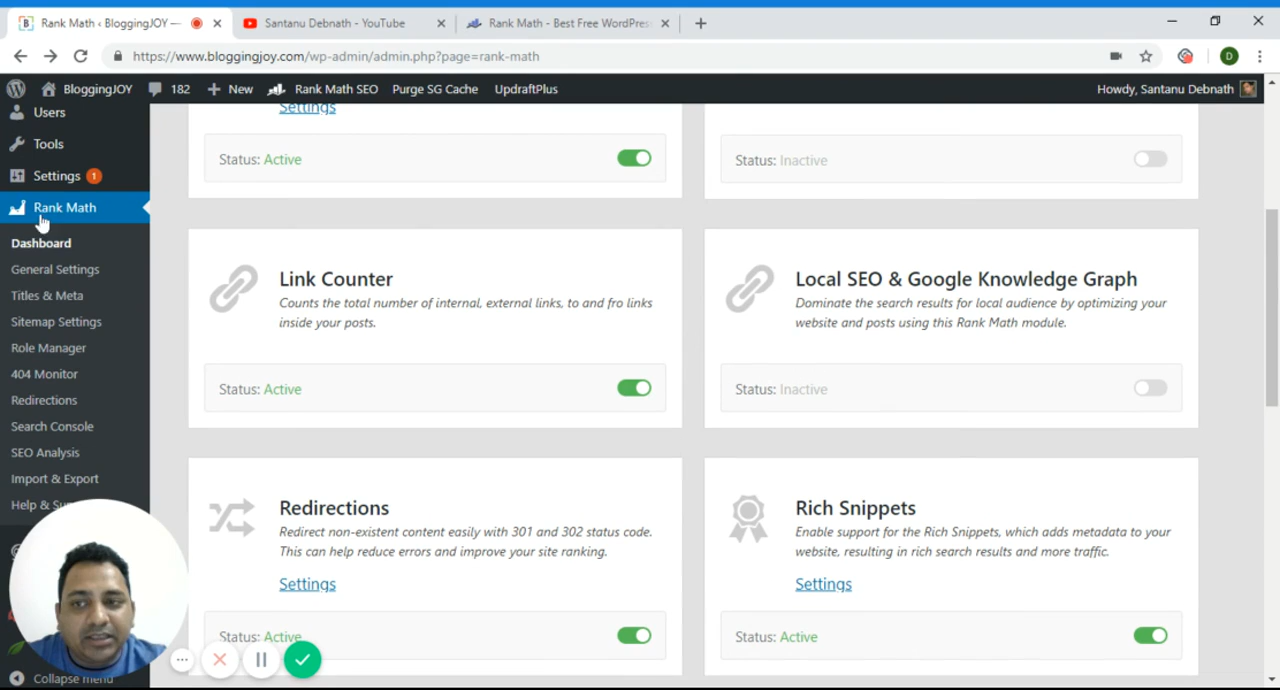 Rank Math ‹ BloggingJOY —
Santanu Debnath - YouTube
Rank Math - Best Free WordPres
https://www.bloggingjoy.com/wp-admin/admin.php?page=rank-math
D
BloggingJOY
182
New
Rank Math SEO
Purge SG Cache
UpdraftPlus
Howdy, Santanu Debnath
Users
Tools
Settings 1
Rank Math
Dashboard
General Settings
Titles & Meta
Sitemap Settings
Role Manager
404 Monitor
Redirections
Search Console
SEO Analysis
Import & Export
Help &
Collapse menu
Settings
Status: Active
Status: Inactive
Link Counter
Counts the total number of internal, external links, to and fro links
inside your posts.
Status: Active
Local SEO & Google Knowledge Graph
Dominate the search results for local audience by optimizing your
website and posts using this Rank Math module.
Status: Inactive
Redirections
Redirect non-existent content easily with 301 and 302 status code.
This can help reduce errors and improve your site ranking.
Settings
Status: Active
Rich Snippets
Enable support for the Rich Snippets, which adds metadata to your
website, resulting in rich search results and more traffic.
Settings
Status: Active